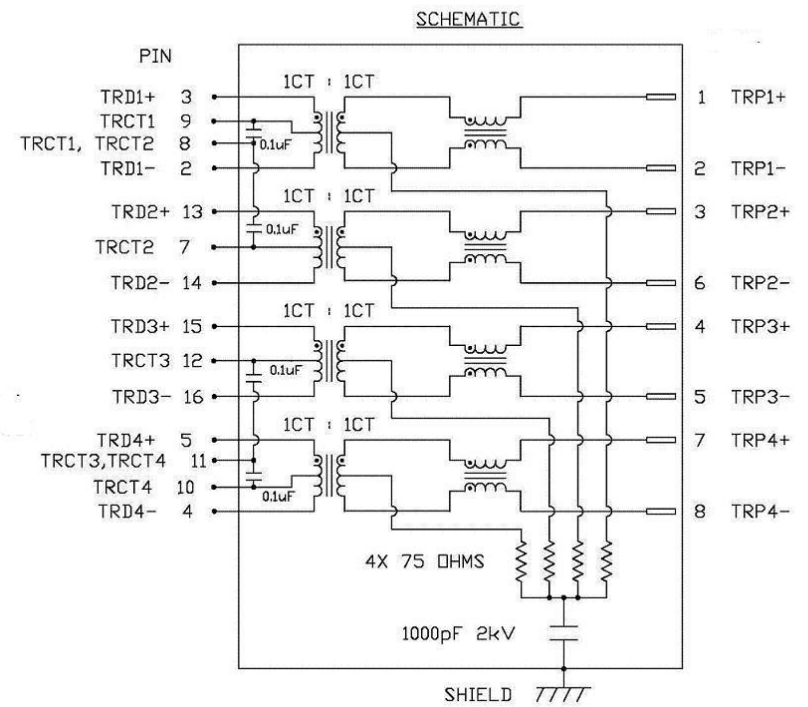 SCHEMATIC
PIN
1CT : 1CT
TRD1+ 3
1 TRP1+
TRCT1 9
0.1uF
TRCT1, TRCT2 8
TRD1- 2
2 TRP1-
1CT : 1CT
TRD2+ 13
3 TRP2+
0.1uF
TRCT2 7
TRD2- 14
6 TRP2-
1CT : 1CT
TRD3+ 15
4 TRP3+
TRCT3 12
0.1uF
TRD3- 16
5 TRP3-
1CT : 1CT
TRD4+ 5
7 TRP4+
TRCT3,TRCT4 11
TRCT4 10
0.1uF
TRD4- 4
8 TRP4-
4X 75 OHMS
1000pF 2kV
SHIELD